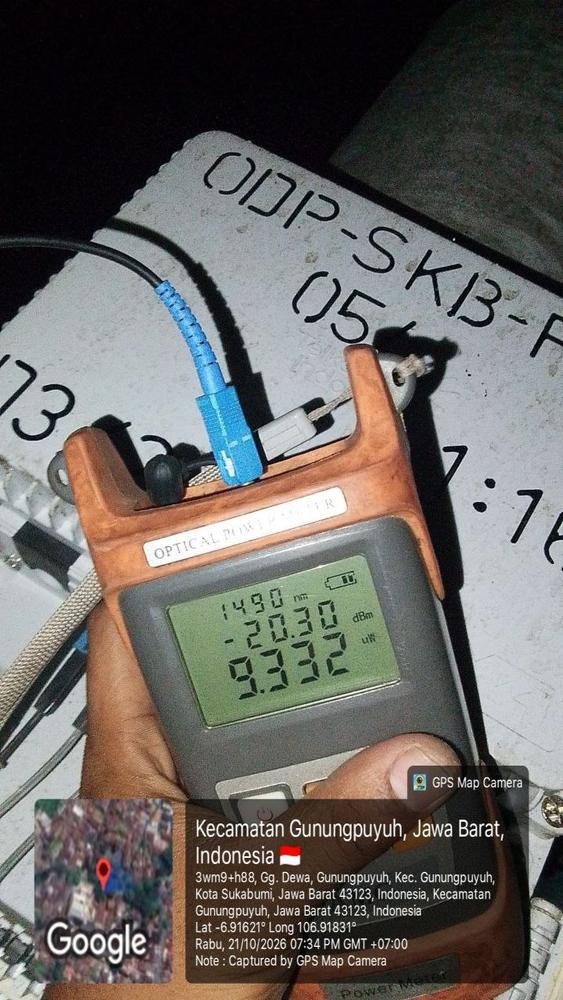 ODP-SKB-F
05
73
1:16
OPTICAL POWER METER
1490 nm
-20.30 dBm
9.332 uW
GPS Map Camera
Kecamatan Gunungpuyuh, Jawa Barat,
Indonesia 🇮🇩
3wm9+h88, Gg. Dewa, Gunungpuyuh, Kec. Gunungpuyuh,
Kota Sukabumi, Jawa Barat 43123, Indonesia, Kecamatan
Gunungpuyuh, Jawa Barat 43123, Indonesia
Lat -6.91621° Long 106.91831°
Rabu, 21/10/2026 07:34 PM GMT +07:00
Note : Captured by GPS Map Camera
Google
Power Meter